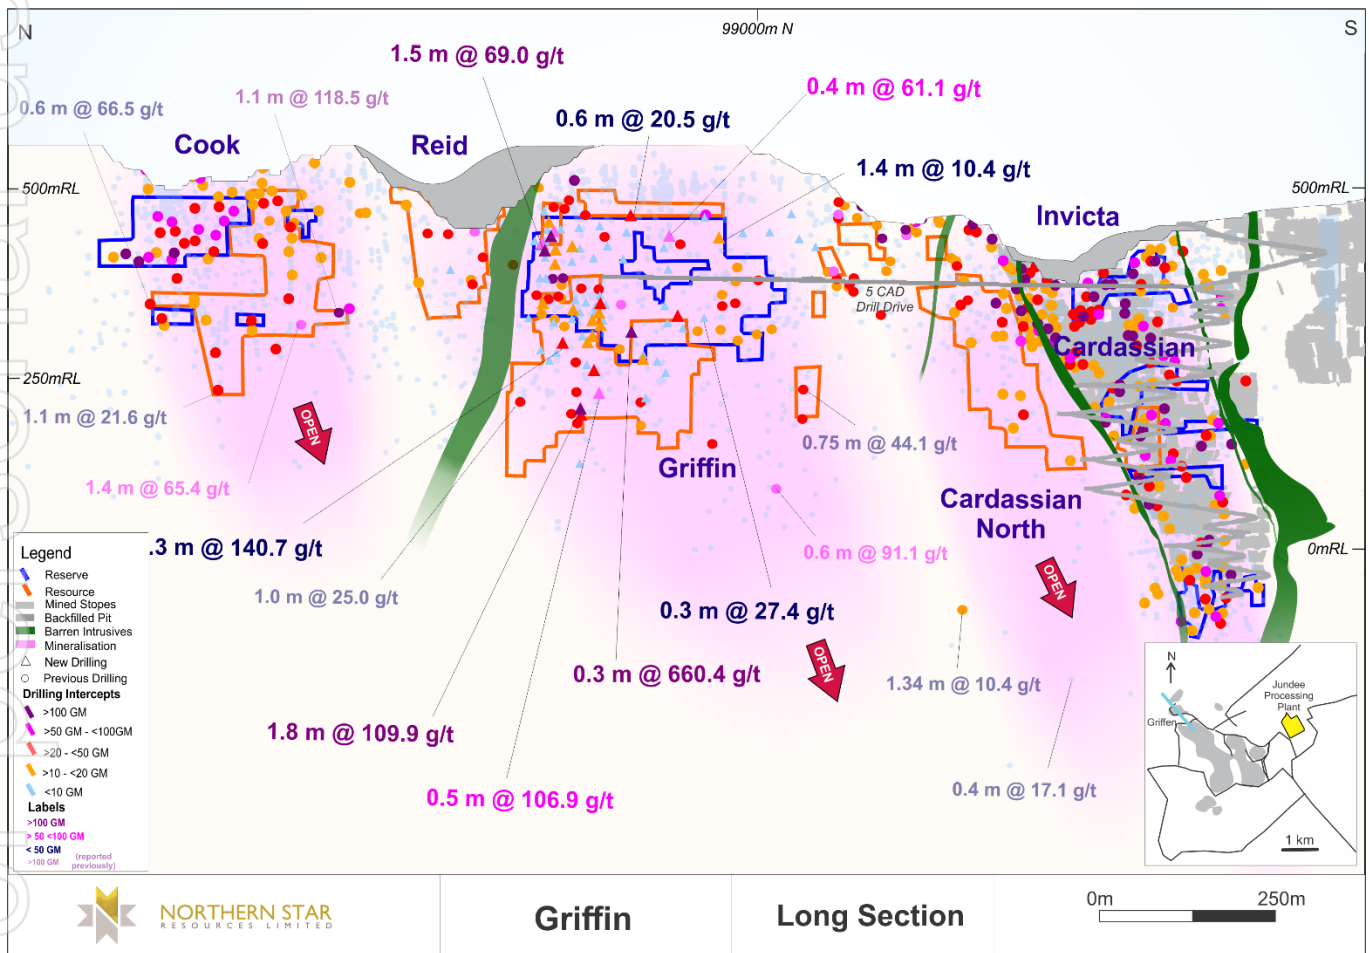 N
99000m N
S
1.5 m @ 69.0 g/t
0.4 m @ 61.1 g/t
1.1 m @ 118.5 g/t
0.6 m @ 66.5 g/t
0.6 m @ 20.5 g/t
Cook
Reid
1.4 m @ 10.4 g/t
500mRL
500mRL
Invicta
5 CAD
Drill Drive
Cardassian
250mRL
1.1 m @ 21.6 g/t
OPEN
0.75 m @ 44.1 g/t
Griffin
1.4 m @ 65.4 g/t
Cardassian
North
.3 m @ 140.7 g/t
0.6 m @ 91.1 g/t
0mRL
1.0 m @ 25.0 g/t
OPEN
0.3 m @ 27.4 g/t
OPEN
0.3 m @ 660.4 g/t
1.34 m @ 10.4 g/t
1.8 m @ 109.9 g/t
0.4 m @ 17.1 g/t
0.5 m @ 106.9 g/t
Legend
Reserve
Resource
Mined Stopes
Backfilled Pit
Barren Intrusives
Mineralisation
New Drilling
Previous Drilling
Drilling Intercepts
>100 GM
>50 GM - <100GM
>20 - <50 GM
>10 - <20 GM
<10 GM
Labels
>100 GM
> 50 <100 GM
< 50 GM
>100 GM (reported previously)
N
Jundee
Processing
Plant
Griffen
1 km
NORTHERN STAR
RESOURCES LIMITED
Griffin
Long Section
0m 250m